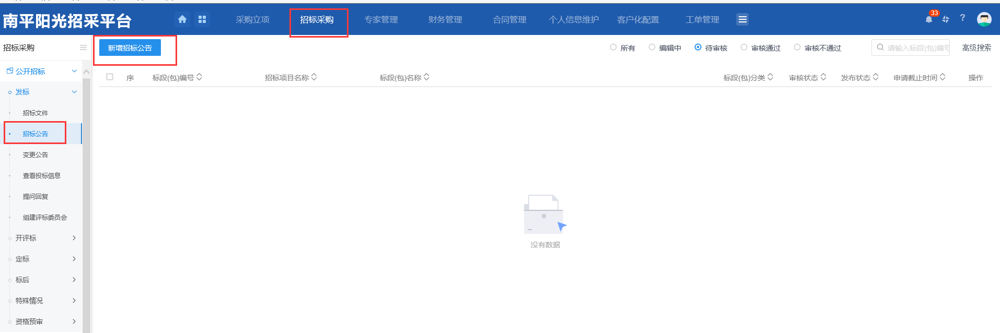 南平阳光招采平台
采购立项 招标采购 专家管理 财务管理 合同管理 个人信息维护 客户化配置 工单管理 33 ?
招标采购
新增招标公告
所有 编辑中 待审核 审核通过 审核不通过 请输入标段(包)编号 高级搜索
公开招标
序 标段(包)编号 招标项目名称 标段(包)名称 标段(包)分类 审核状态 发布状态 申请截止时间 操作
发标
招标文件
招标公告
变更公告
查看投标信息
提问回复
组建评标委员会
开评标
定标
标后
特殊情况
资格预审
没有数据